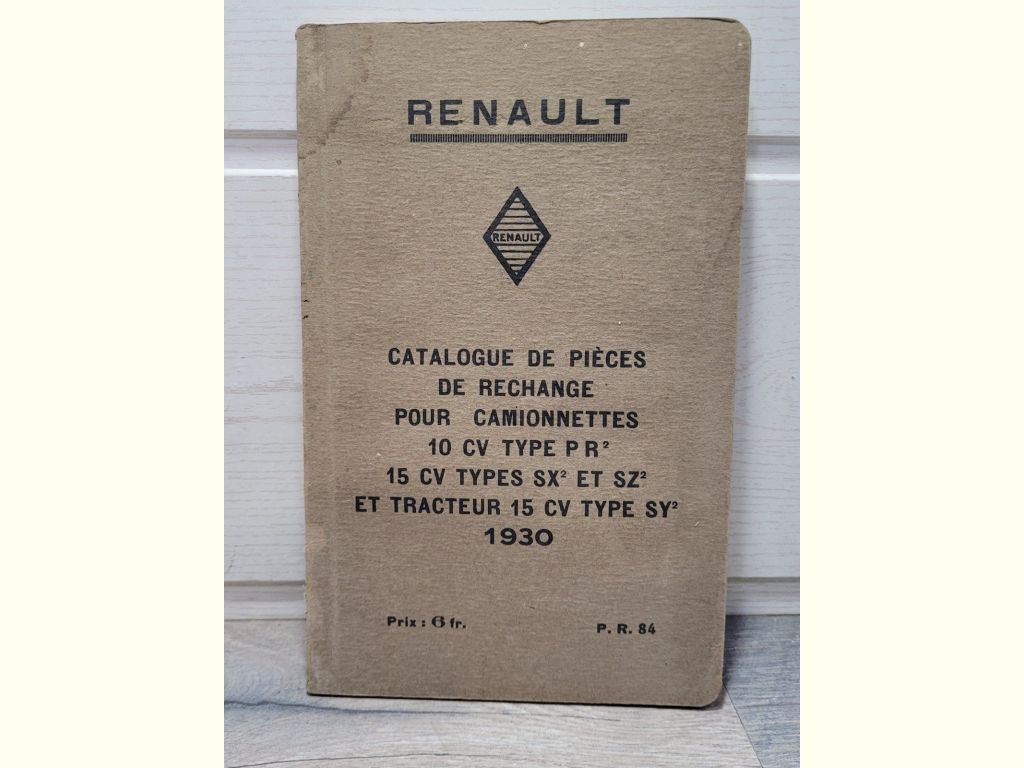 RENAULT
RENAULT
CATALOGUE DE PIÈCES
DE RECHANGE
POUR CAMIONNETTES
10 CV TYPE PR²
15 CV TYPES SX² ET SZ²
ET TRACTEUR 15 CV TYPE SY²
1930
Prix : 6 fr.
P. R. 84